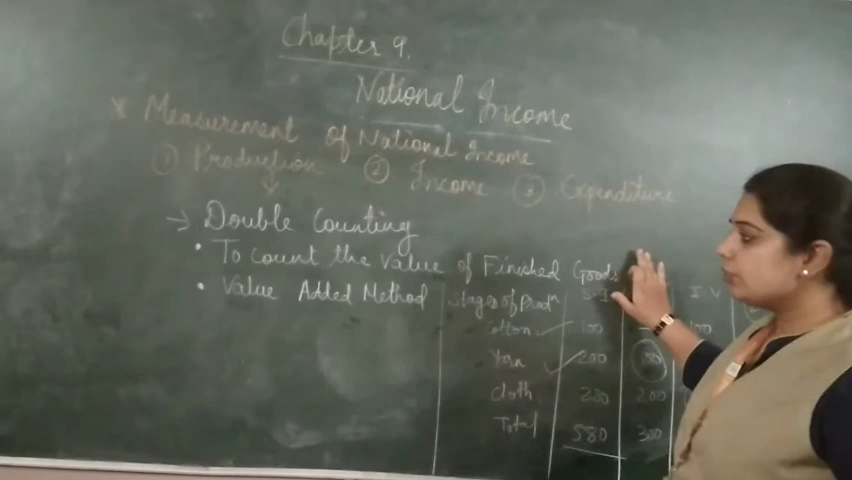 Chapter 9.
National Income
* Measurement of National Income
① Production ② Income ③ Expenditure
→ Double Counting
• To count the value of Finished Goods
• Value Added Method
Stages of Prodn I.V
Cotton ✓ 100 - 100
Yarn ✓ 200 100
Cloth 280 200
Total 580 300